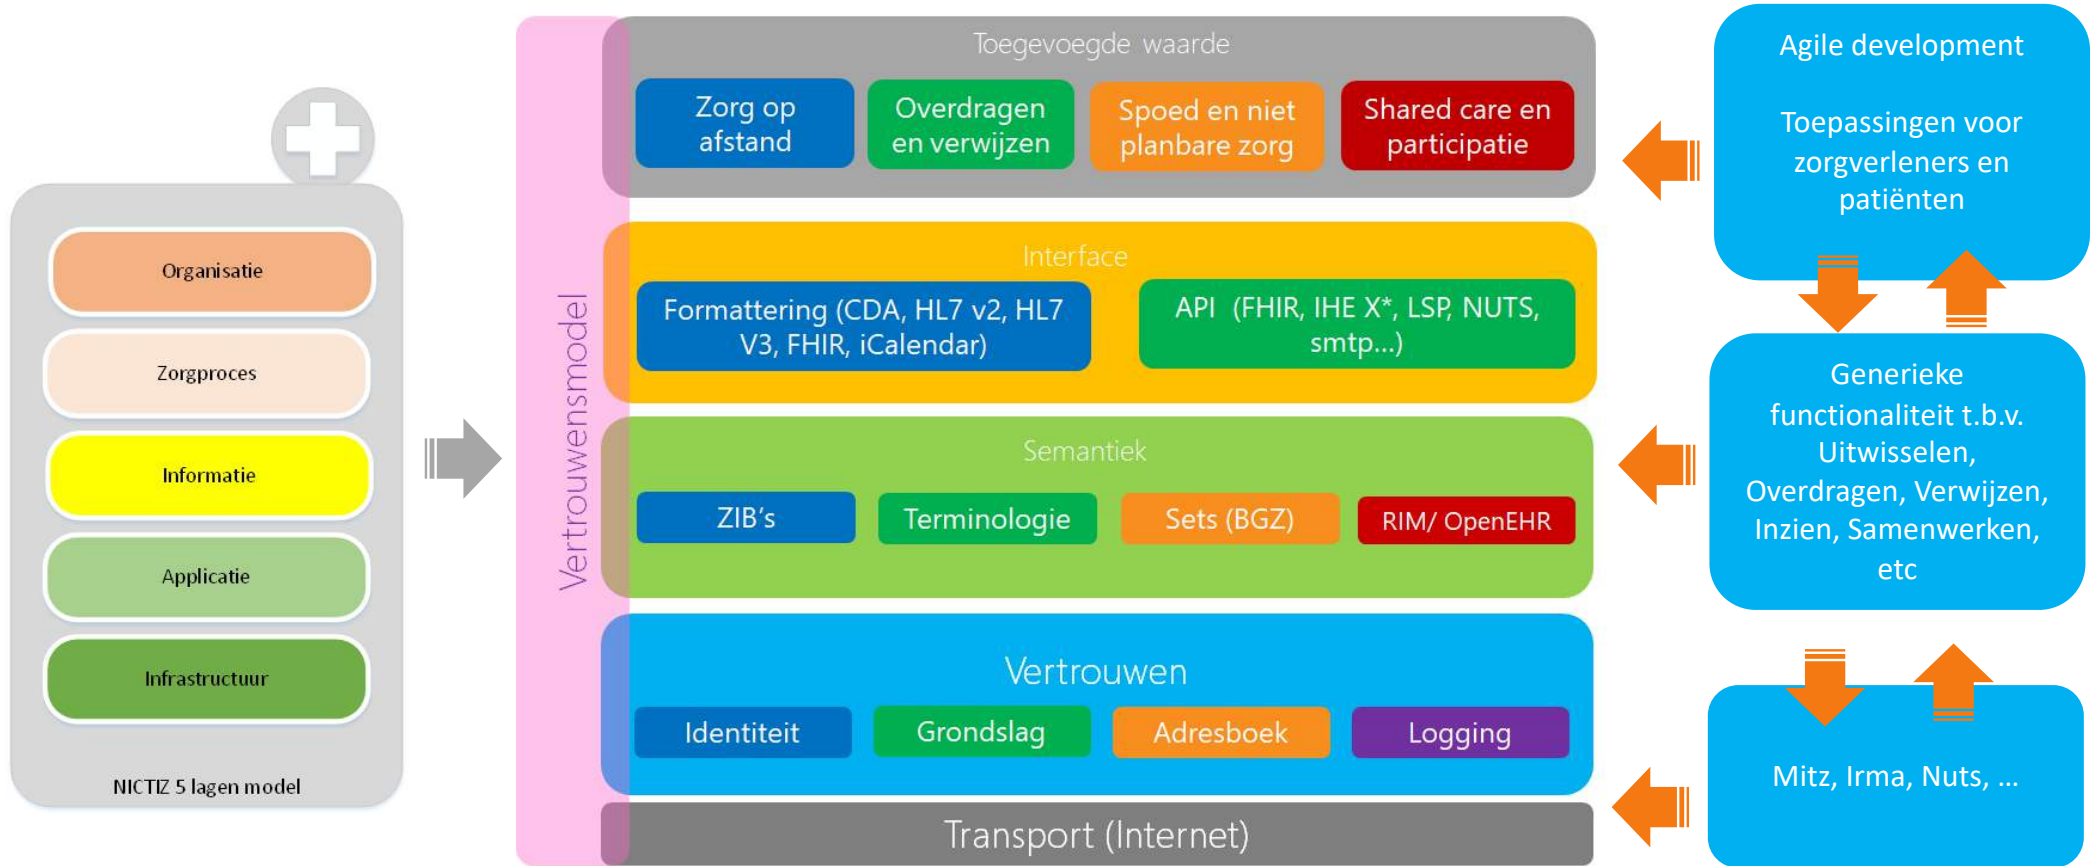 Organisatie
Zorgproces
Informatie
Applicatie
Infrastructuur
NICTIZ 5 lagen model
Vertrouwensmodel
Toegevoegde waarde
Zorg op
afstand
Overdragen
en verwijzen
Spoed en niet
planbare zorg
Shared care en
participatie
Interface
Formattering (CDA, HL7 v2, HL7
V3, FHIR, iCalendar)
API (FHIR, IHE X*, LSP, NUTS,
smtp...)
Semantiek
ZIB's
Terminologie
Sets (BGZ)
RIM/ OpenEHR
Vertrouwen
Identiteit
Grondslag
Adresboek
Logging
Transport (Internet)
Agile development
Toepassingen voor
zorgverleners en
patiënten
Generieke
functionaliteit t.b.v.
Uitwisselen,
Overdragen, Verwijzen,
Inzien, Samenwerken,
etc
Mitz, Irma, Nuts, ...